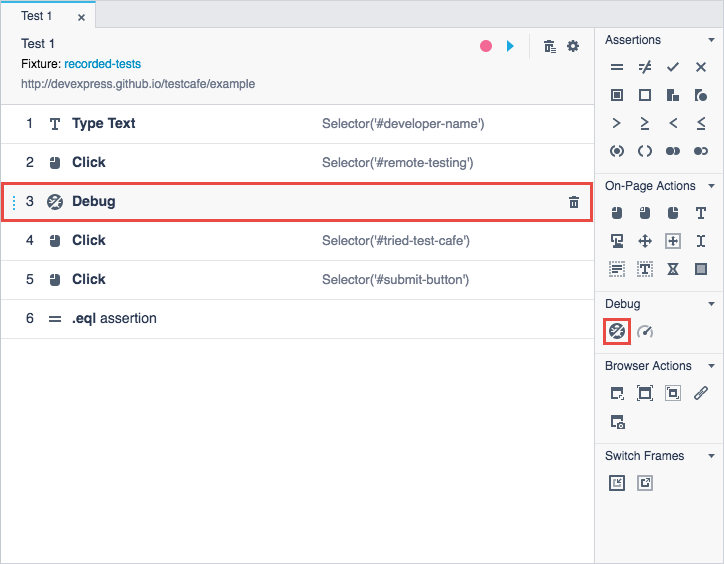 Test 1 ×
Test 1
Fixture: recorded-tests
http://devexpress.github.io/testcafe/example
1 Type Text Selector('#developer-name')
2 Click Selector('#remote-testing')
3 Debug
4 Click Selector('#tried-test-cafe')
5 Click Selector('#submit-button')
6 .eql assertion
Assertions
On-Page Actions
Debug
Browser Actions
Switch Frames